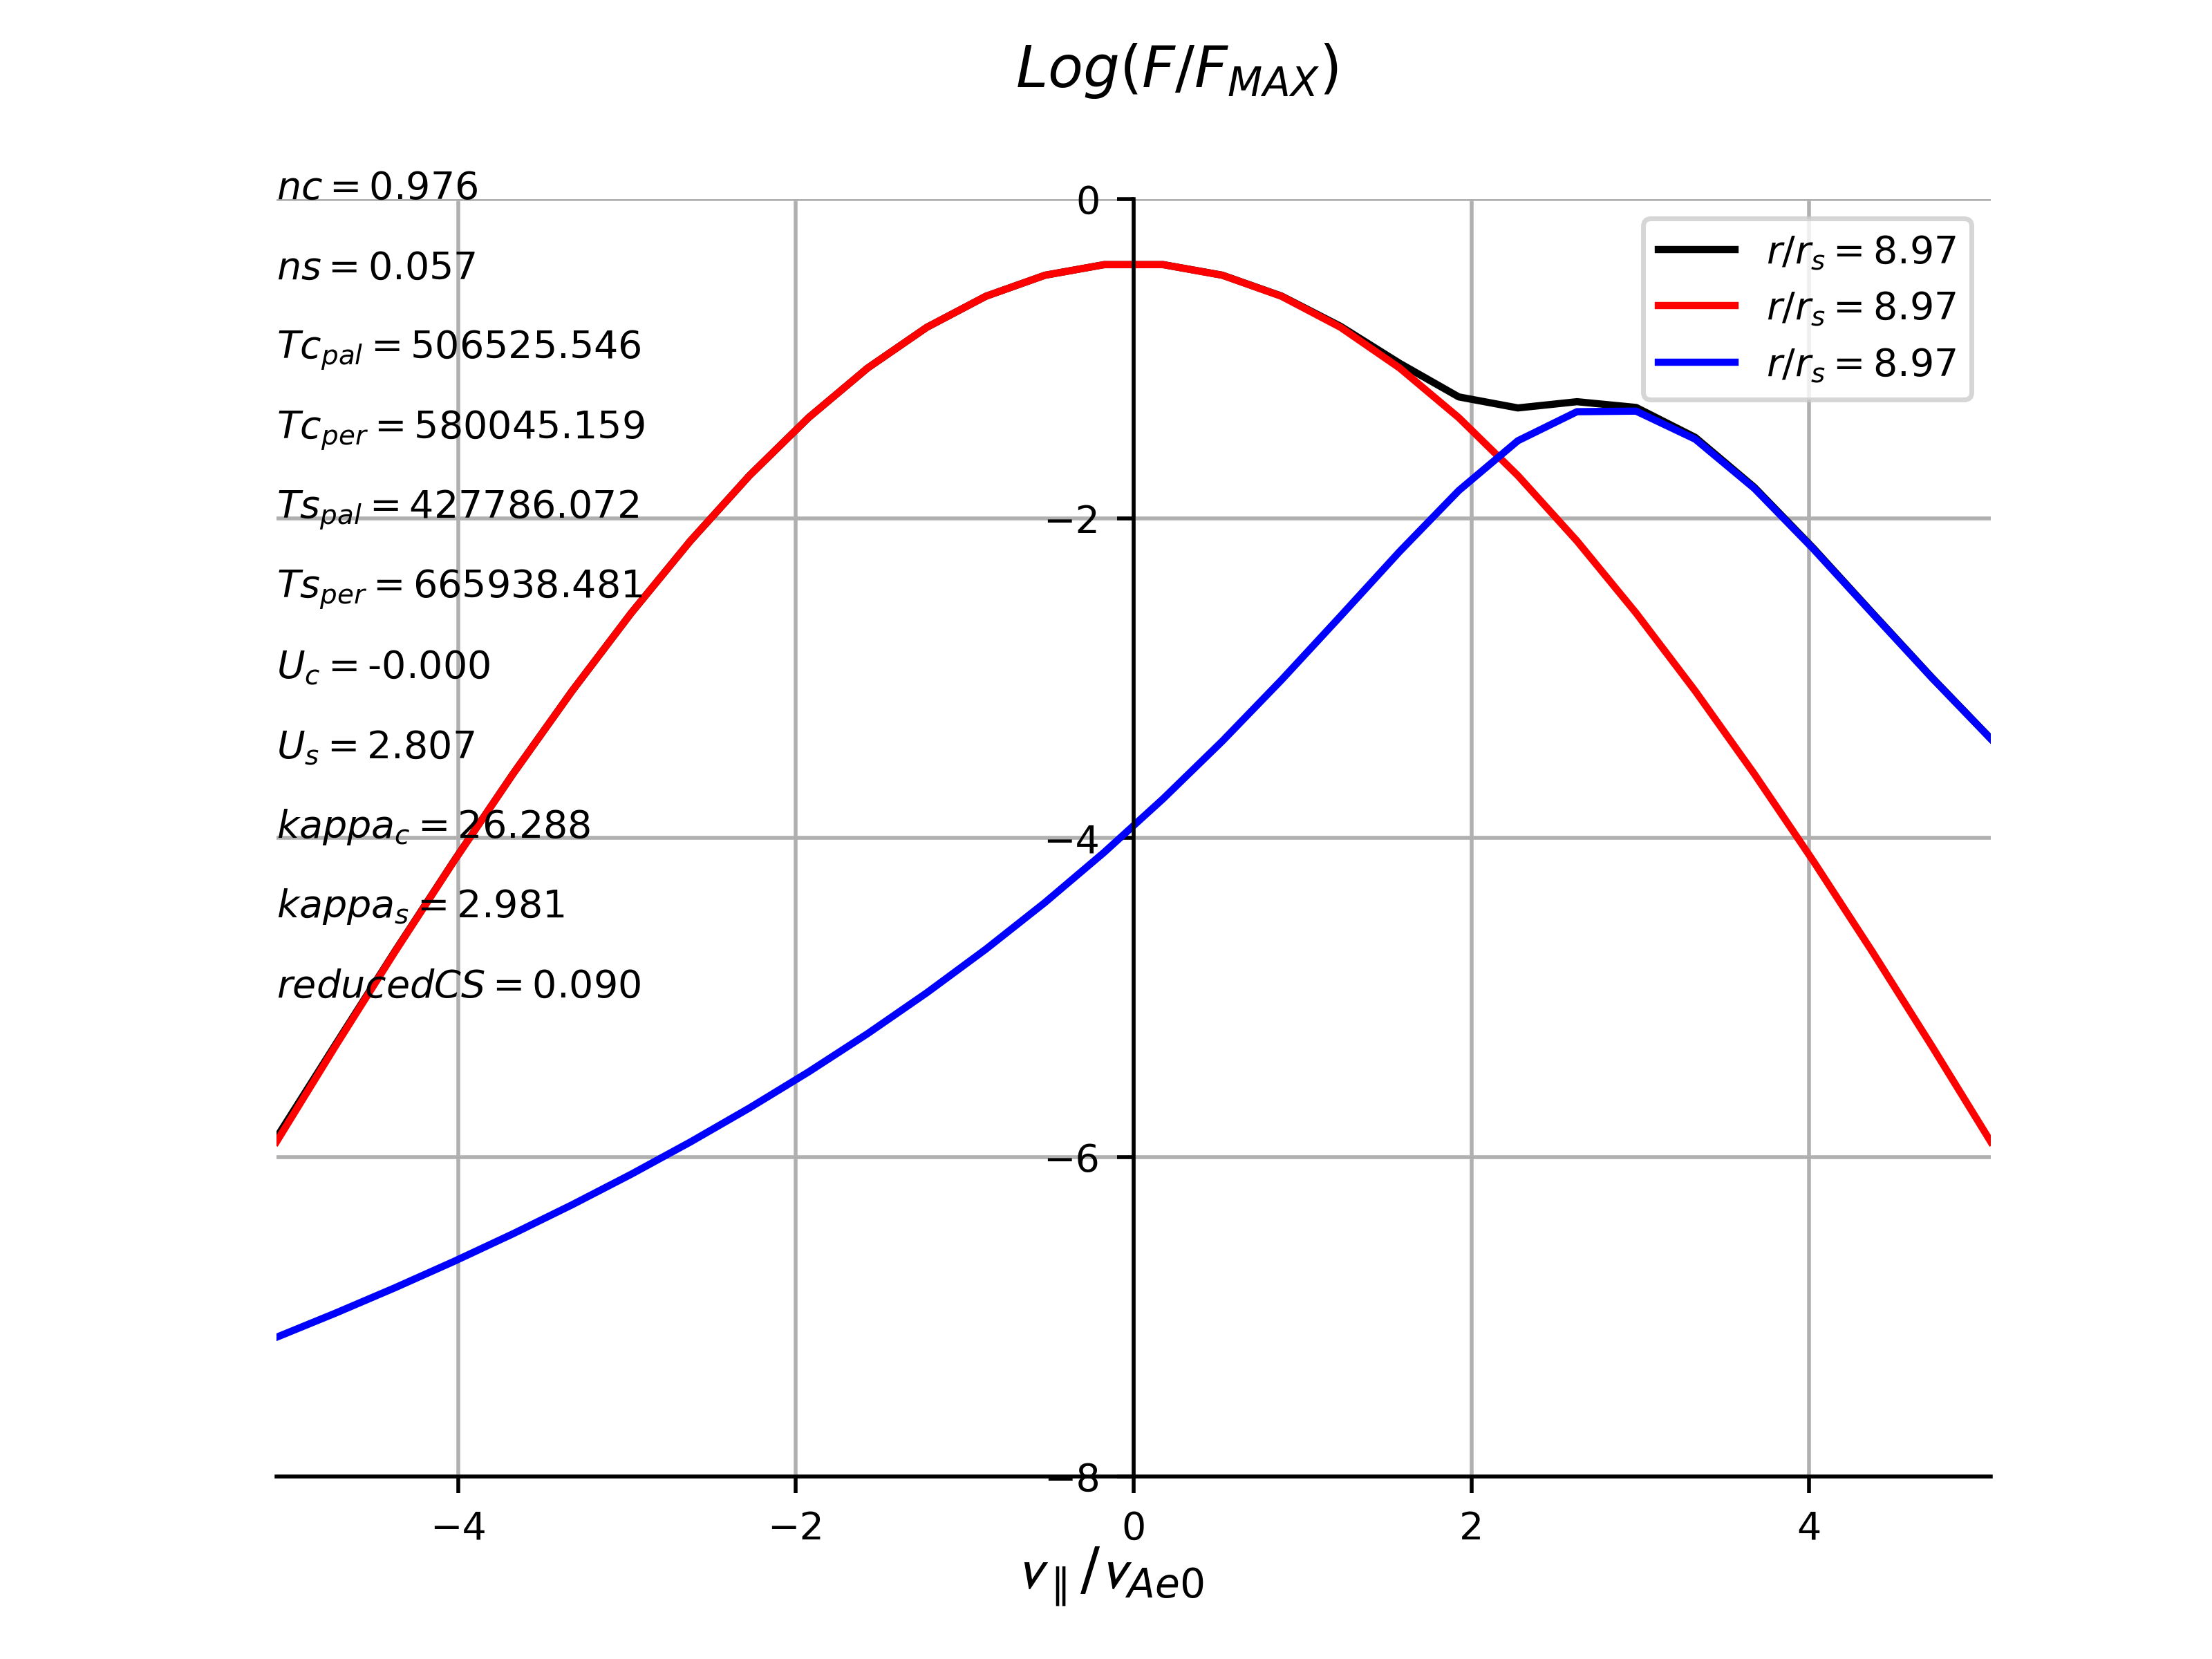 Log(F/F_MAX)
nc = 0.976
ns = 0.057
Tc_pal = 506525.546
Tc_per = 580045.159
Ts_pal = 427786.072
Ts_per = 665938.481
U_c = -0.000
U_s = 2.807
kappa_c = 26.288
kappa_s = 2.981
reducedCS = 0.090
0
−2
−4
−6
−8
r/r_s = 8.97
r/r_s = 8.97
r/r_s = 8.97
−4 −2 0 2 4
v_∥/v_Ae0